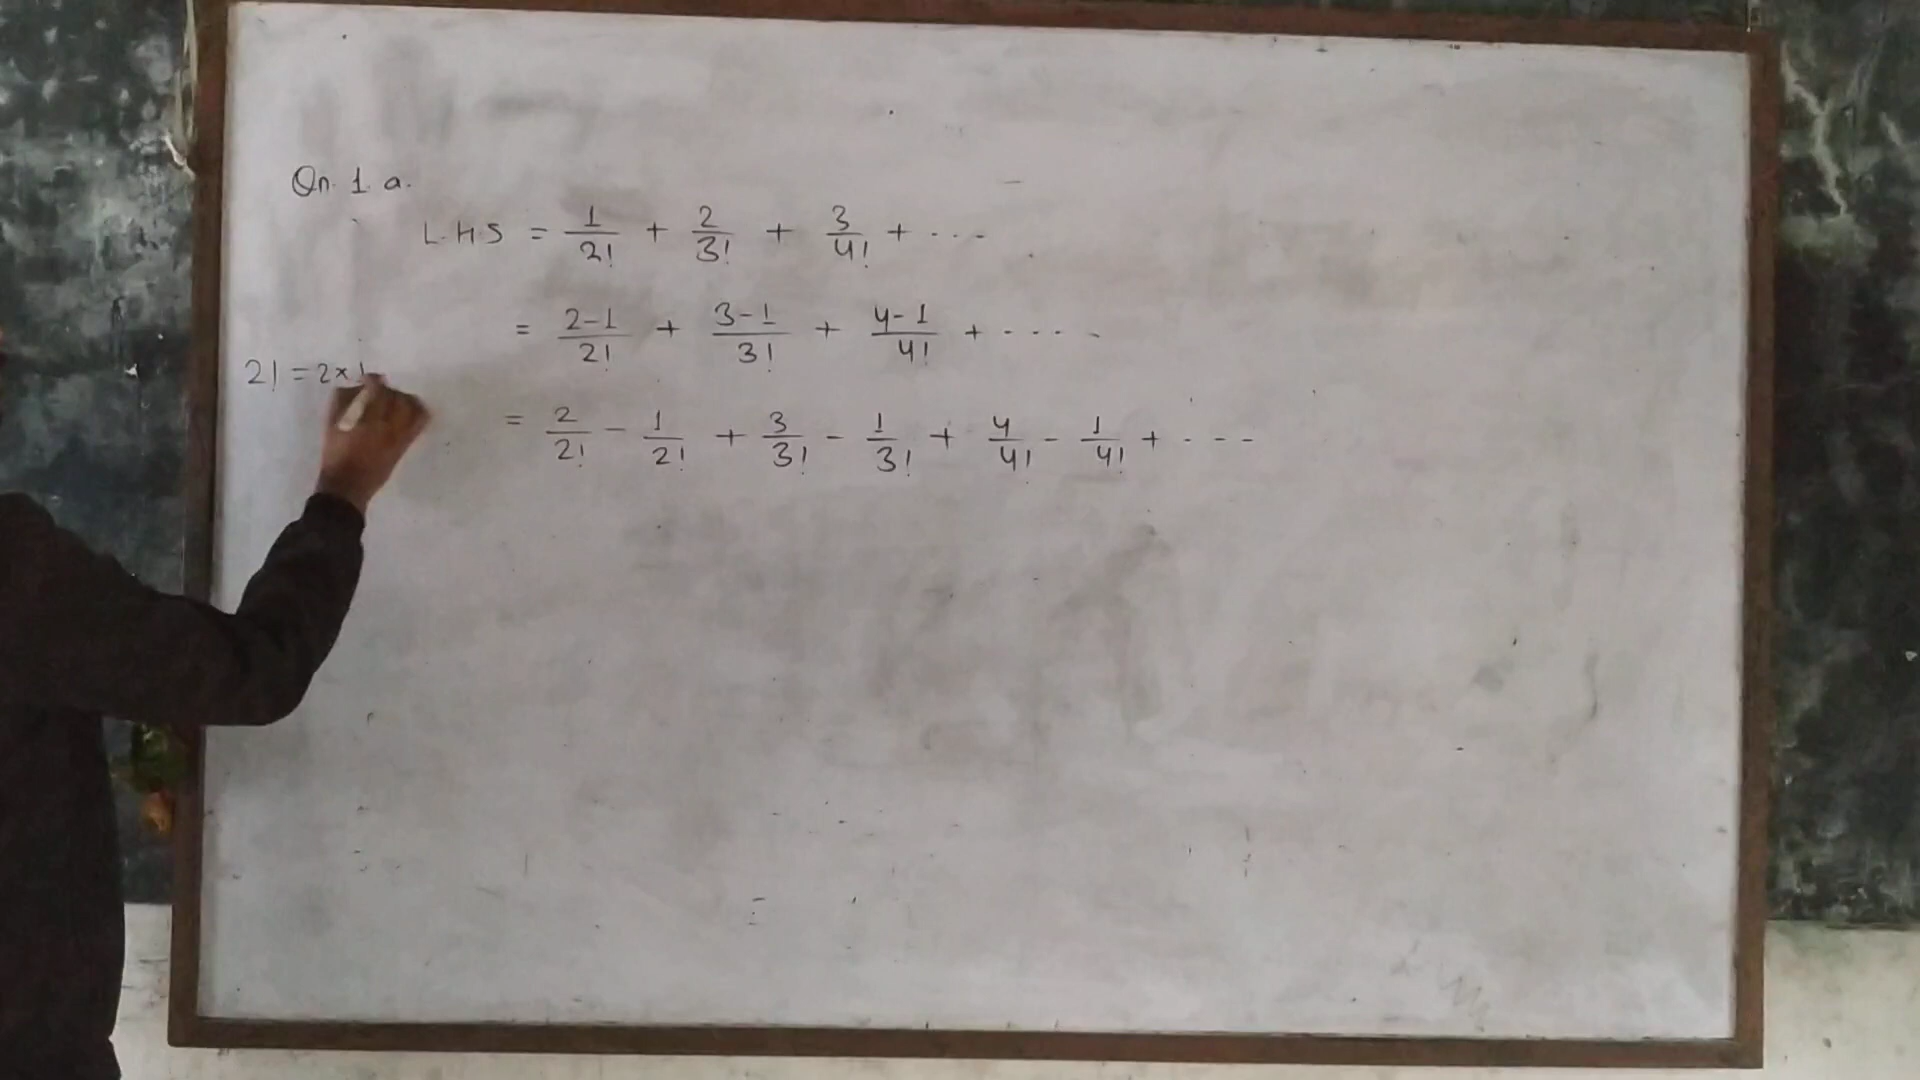 Qn. 1. a.
L.H.S = 1/2! + 2/3! + 3/4! + ...
= 2-1/2! + 3-1/3! + 4-1/4! + ....
2! = 2×1
= 2/2! - 1/2! + 3/3! - 1/3! + 4/4! - 1/4! + ...